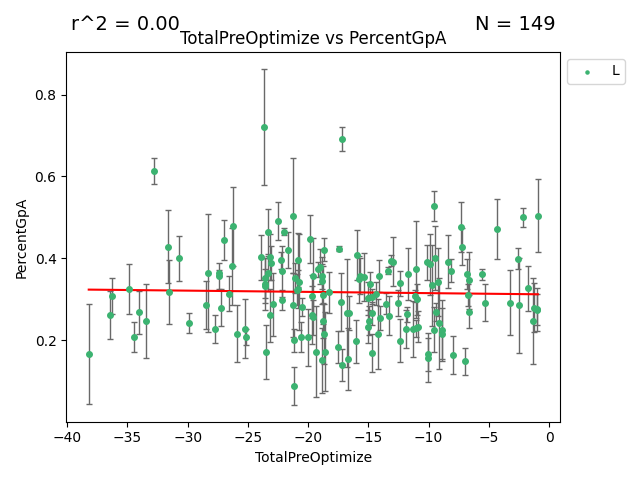 r^2 = 0.00
N = 149
TotalPreOptimize vs PercentGpA
L
0.8
0.6
0.4
0.2
PercentGpA
−40 −35 −30 −25 −20 −15 −10 −5 0
TotalPreOptimize